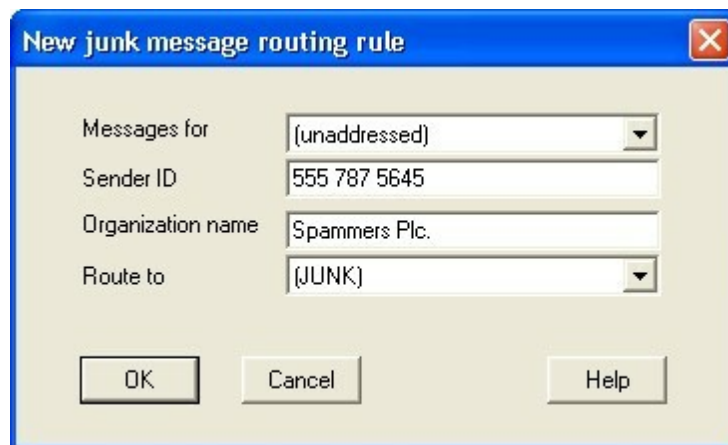 New junk message routing rule
Messages for (unaddressed)
Sender ID 555 787 5645
Organization name Spammers Plc.
Route to (JUNK)
OK Cancel Help